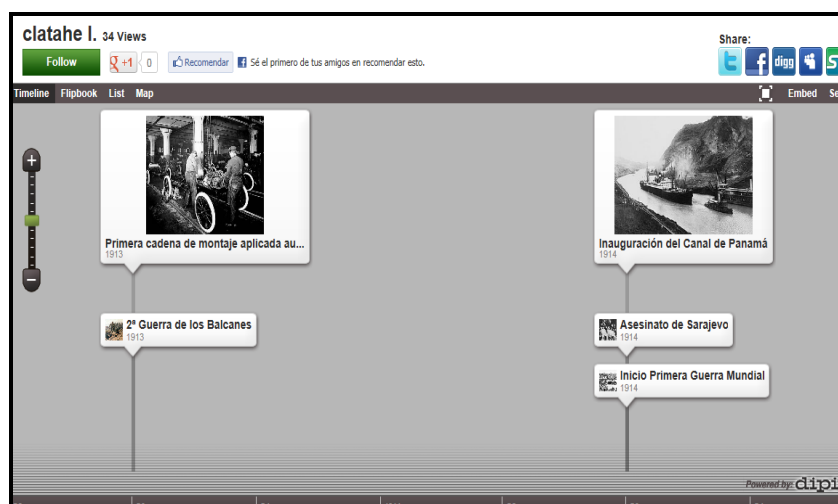 clatahe l. 34 Views
Share:
Follow
+1 0
Recomendar
Sé el primero de tus amigos en recomendar esto.
digg
Timeline Flipbook List Map
Embed Se
Primera cadena de montaje aplicada au...
1913
Inauguración del Canal de Panamá
1914
2ª Guerra de los Balcanes
1913
Asesinato de Sarajevo
1914
Inicio Primera Guerra Mundial
1914
Powered by: dipi